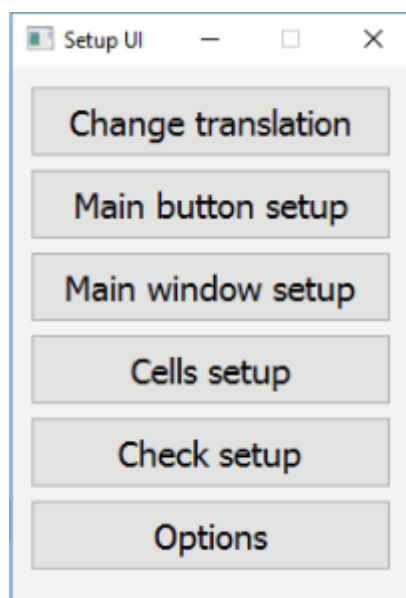 Setup UI
Change translation
Main button setup
Main window setup
Cells setup
Check setup
Options